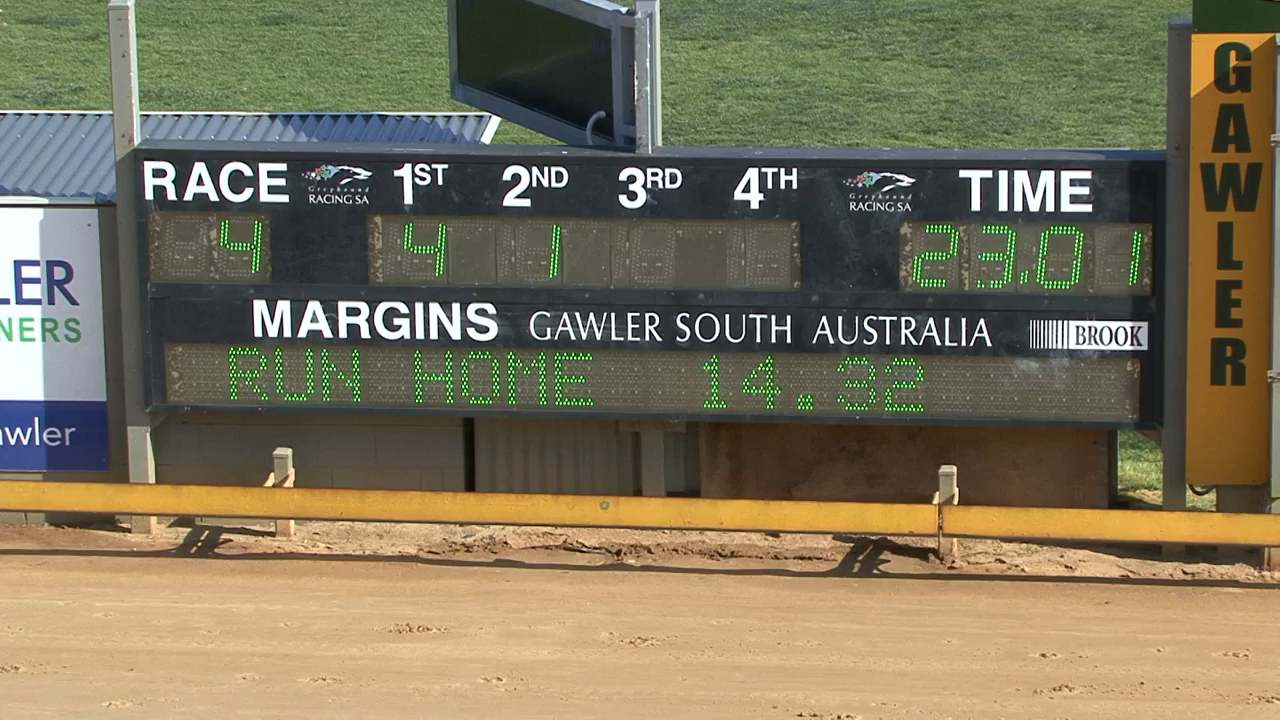 RACE
Greyhound
RACING SA
1ST
2ND
3RD
4TH
Greyhound
RACING SA
TIME
4
4
1
23.01
MARGINS
GAWLER SOUTH AUSTRALIA
BROOK
RUN HOME 14.32
GAWLER
LER
NERS
awler